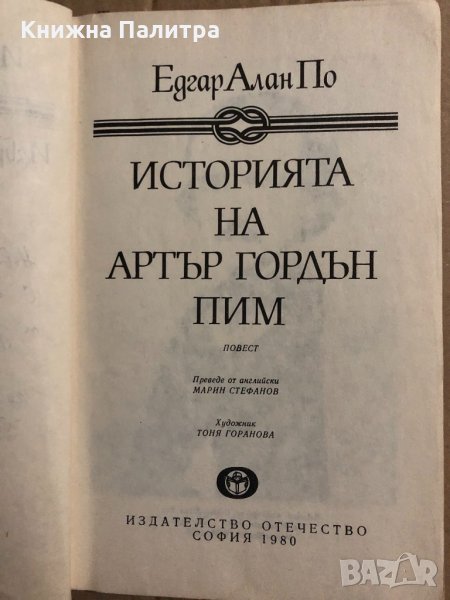 Книжна Палитра
Едгар Алан По
ИСТОРИЯТА
НА
АРТЪР ГОРДЪН
ПИМ
ПОВЕСТ
Преведе от английски
МАРИН СТЕФАНОВ
Художник
ТОНЯ ГОРАНОВА
ИЗДАТЕЛСТВО ОТЕЧЕСТВО
СОФИЯ 1980
BAZAR